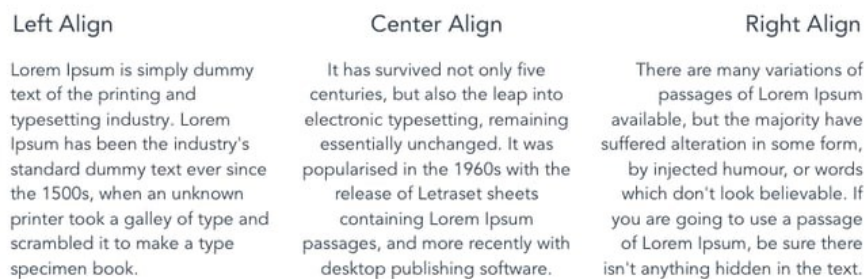 Left Align
Lorem Ipsum is simply dummy
text of the printing and
typesetting industry. Lorem
Ipsum has been the industry's
standard dummy text ever since
the 1500s, when an unknown
printer took a galley of type and
scrambled it to make a type
specimen book.
Center Align
It has survived not only five
centuries, but also the leap into
electronic typesetting, remaining
essentially unchanged. It was
popularised in the 1960s with the
release of Letraset sheets
containing Lorem Ipsum
passages, and more recently with
desktop publishing software.
Right Align
There are many variations of
passages of Lorem Ipsum
available, but the majority have
suffered alteration in some form,
by injected humour, or words
which don't look believable. If
you are going to use a passage
of Lorem Ipsum, be sure there
isn't anything hidden in the text.